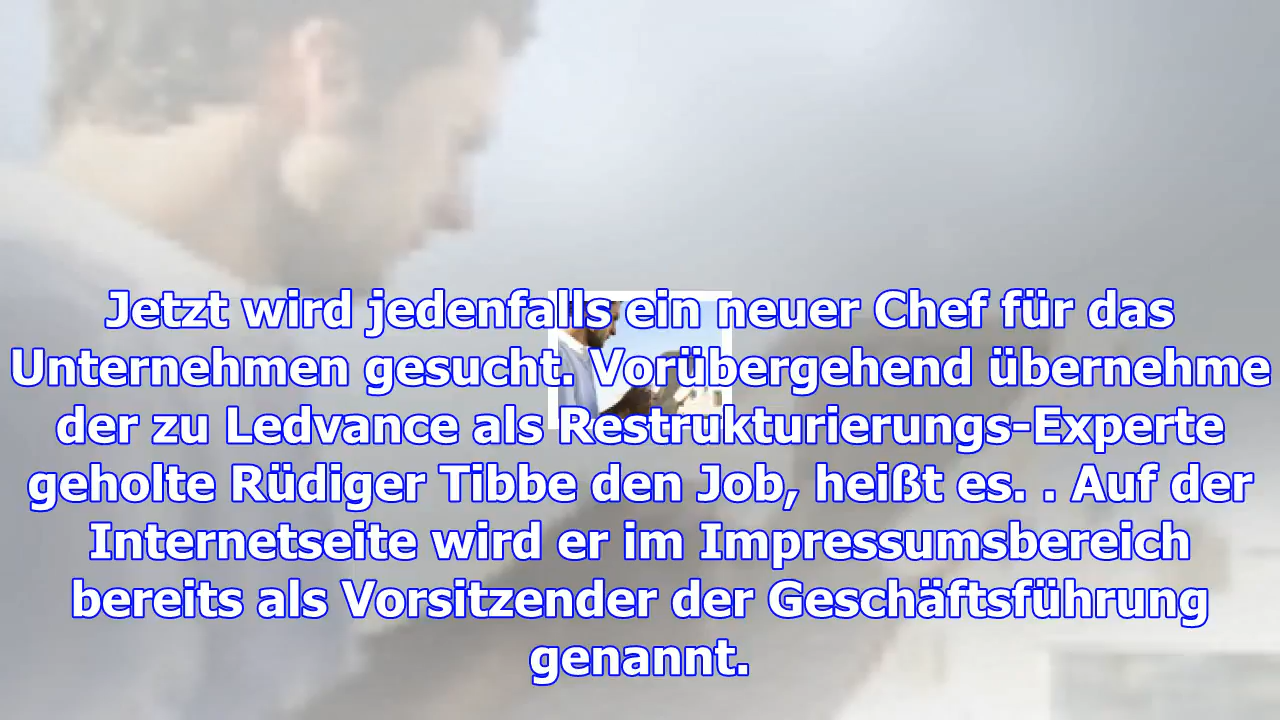 Jetzt wird jedenfalls ein neuer Chef für das
Unternehmen gesucht. Vorübergehend übernehme
der zu Ledvance als Restrukturierungs-Experte
geholte Rüdiger Tibbe den Job, heißt es. . Auf der
Internetseite wird er im Impressumsbereich
bereits als Vorsitzender der Geschäftsführung
genannt.